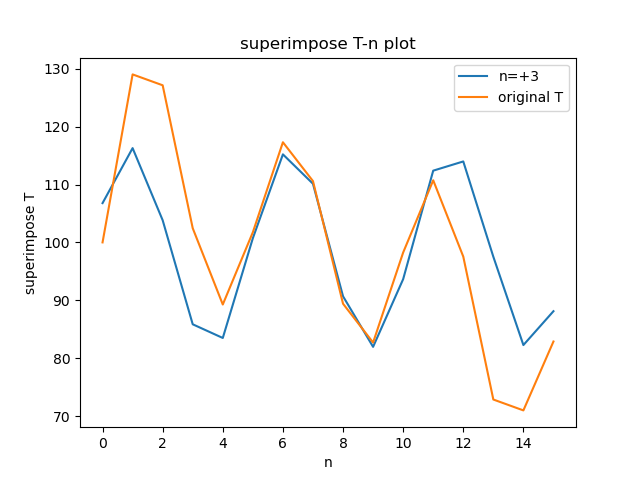 superimpose T-n plot
n=+3
original T
superimpose T
130
120
110
100
90
80
70
0 2 4 6 8 10 12 14
n